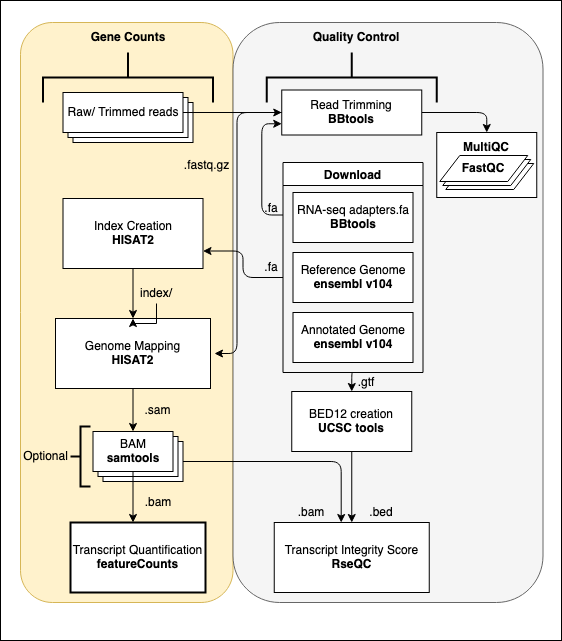 Gene Counts
Quality Control
Raw/ Trimmed reads
Read Trimming
BBtools
MultiQC
FastQC
.fastq.gz
Download
.fa
RNA-seq adapters.fa
BBtools
Index Creation
HISAT2
.fa
Reference Genome
ensembl v104
index/
Annotated Genome
ensembl v104
Genome Mapping
HISAT2
.gtf
.sam
BED12 creation
UCSC tools
Optional
BAM
samtools
.bam
.bam
.bed
Transcript Quantification
featureCounts
Transcript Integrity Score
RseQC